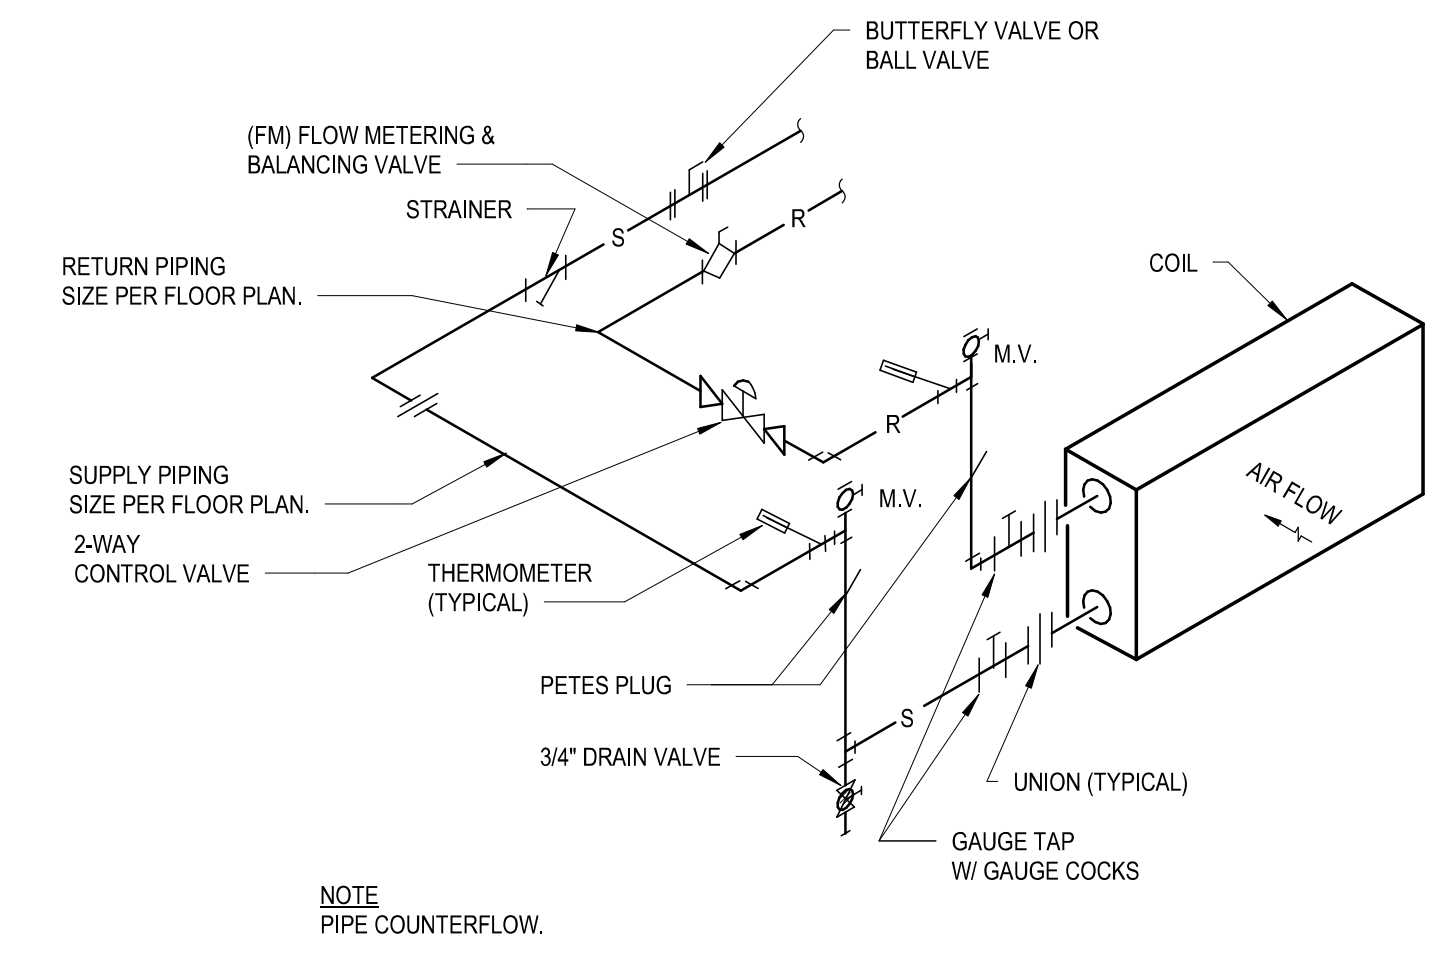 BUTTERFLY VALVE OR
BALL VALVE
(FM) FLOW METERING &
BALANCING VALVE
STRAINER
S
R
RETURN PIPING
SIZE PER FLOOR PLAN.
COIL
M.V.
R
AIR FLOW
SUPPLY PIPING
SIZE PER FLOOR PLAN.
M.V.
2-WAY
CONTROL VALVE
THERMOMETER
(TYPICAL)
PETES PLUG
S
3/4" DRAIN VALVE
UNION (TYPICAL)
GAUGE TAP
W/ GAUGE COCKS
NOTE
PIPE COUNTERFLOW.